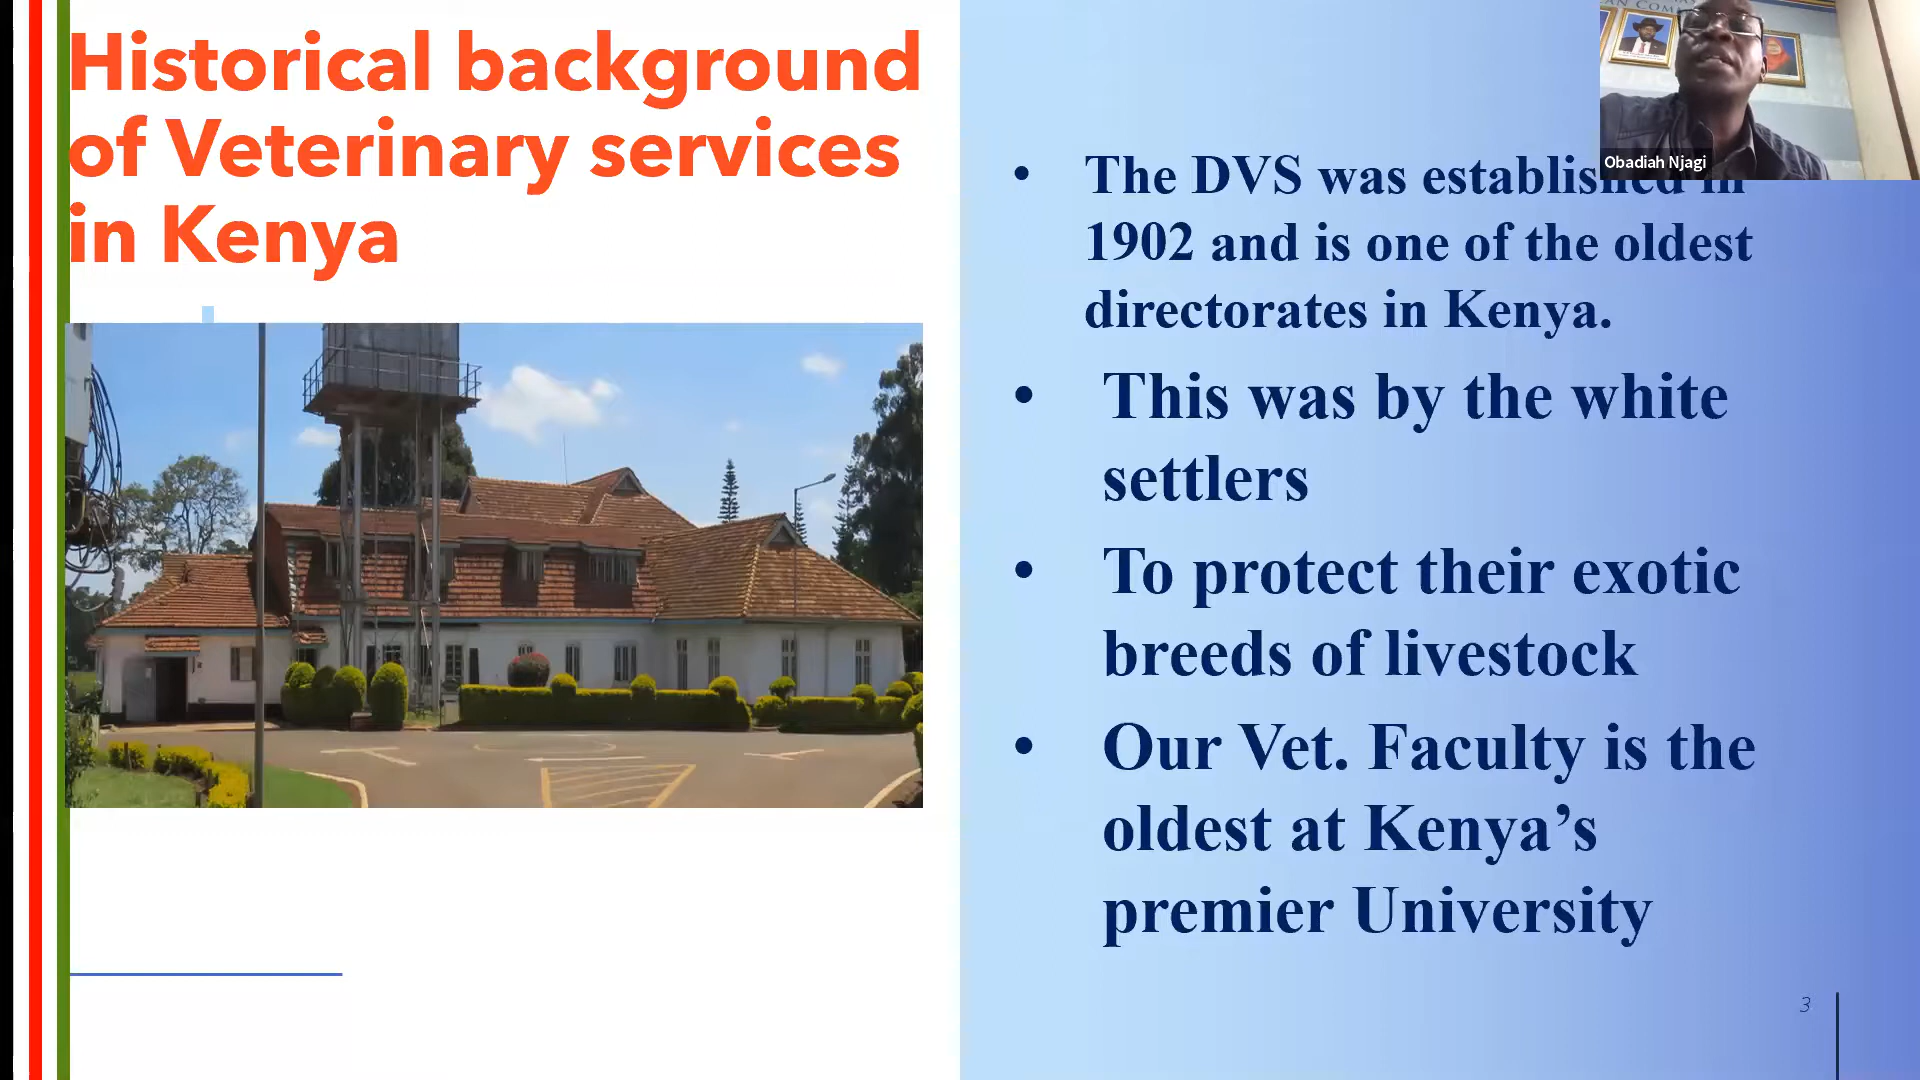 Historical background
of Veterinary services
in Kenya
Obadiah Njagi
• The DVS was established in
1902 and is one of the oldest
directorates in Kenya.
• This was by the white
settlers
• To protect their exotic
breeds of livestock
• Our Vet. Faculty is the
oldest at Kenya’s
premier University
3